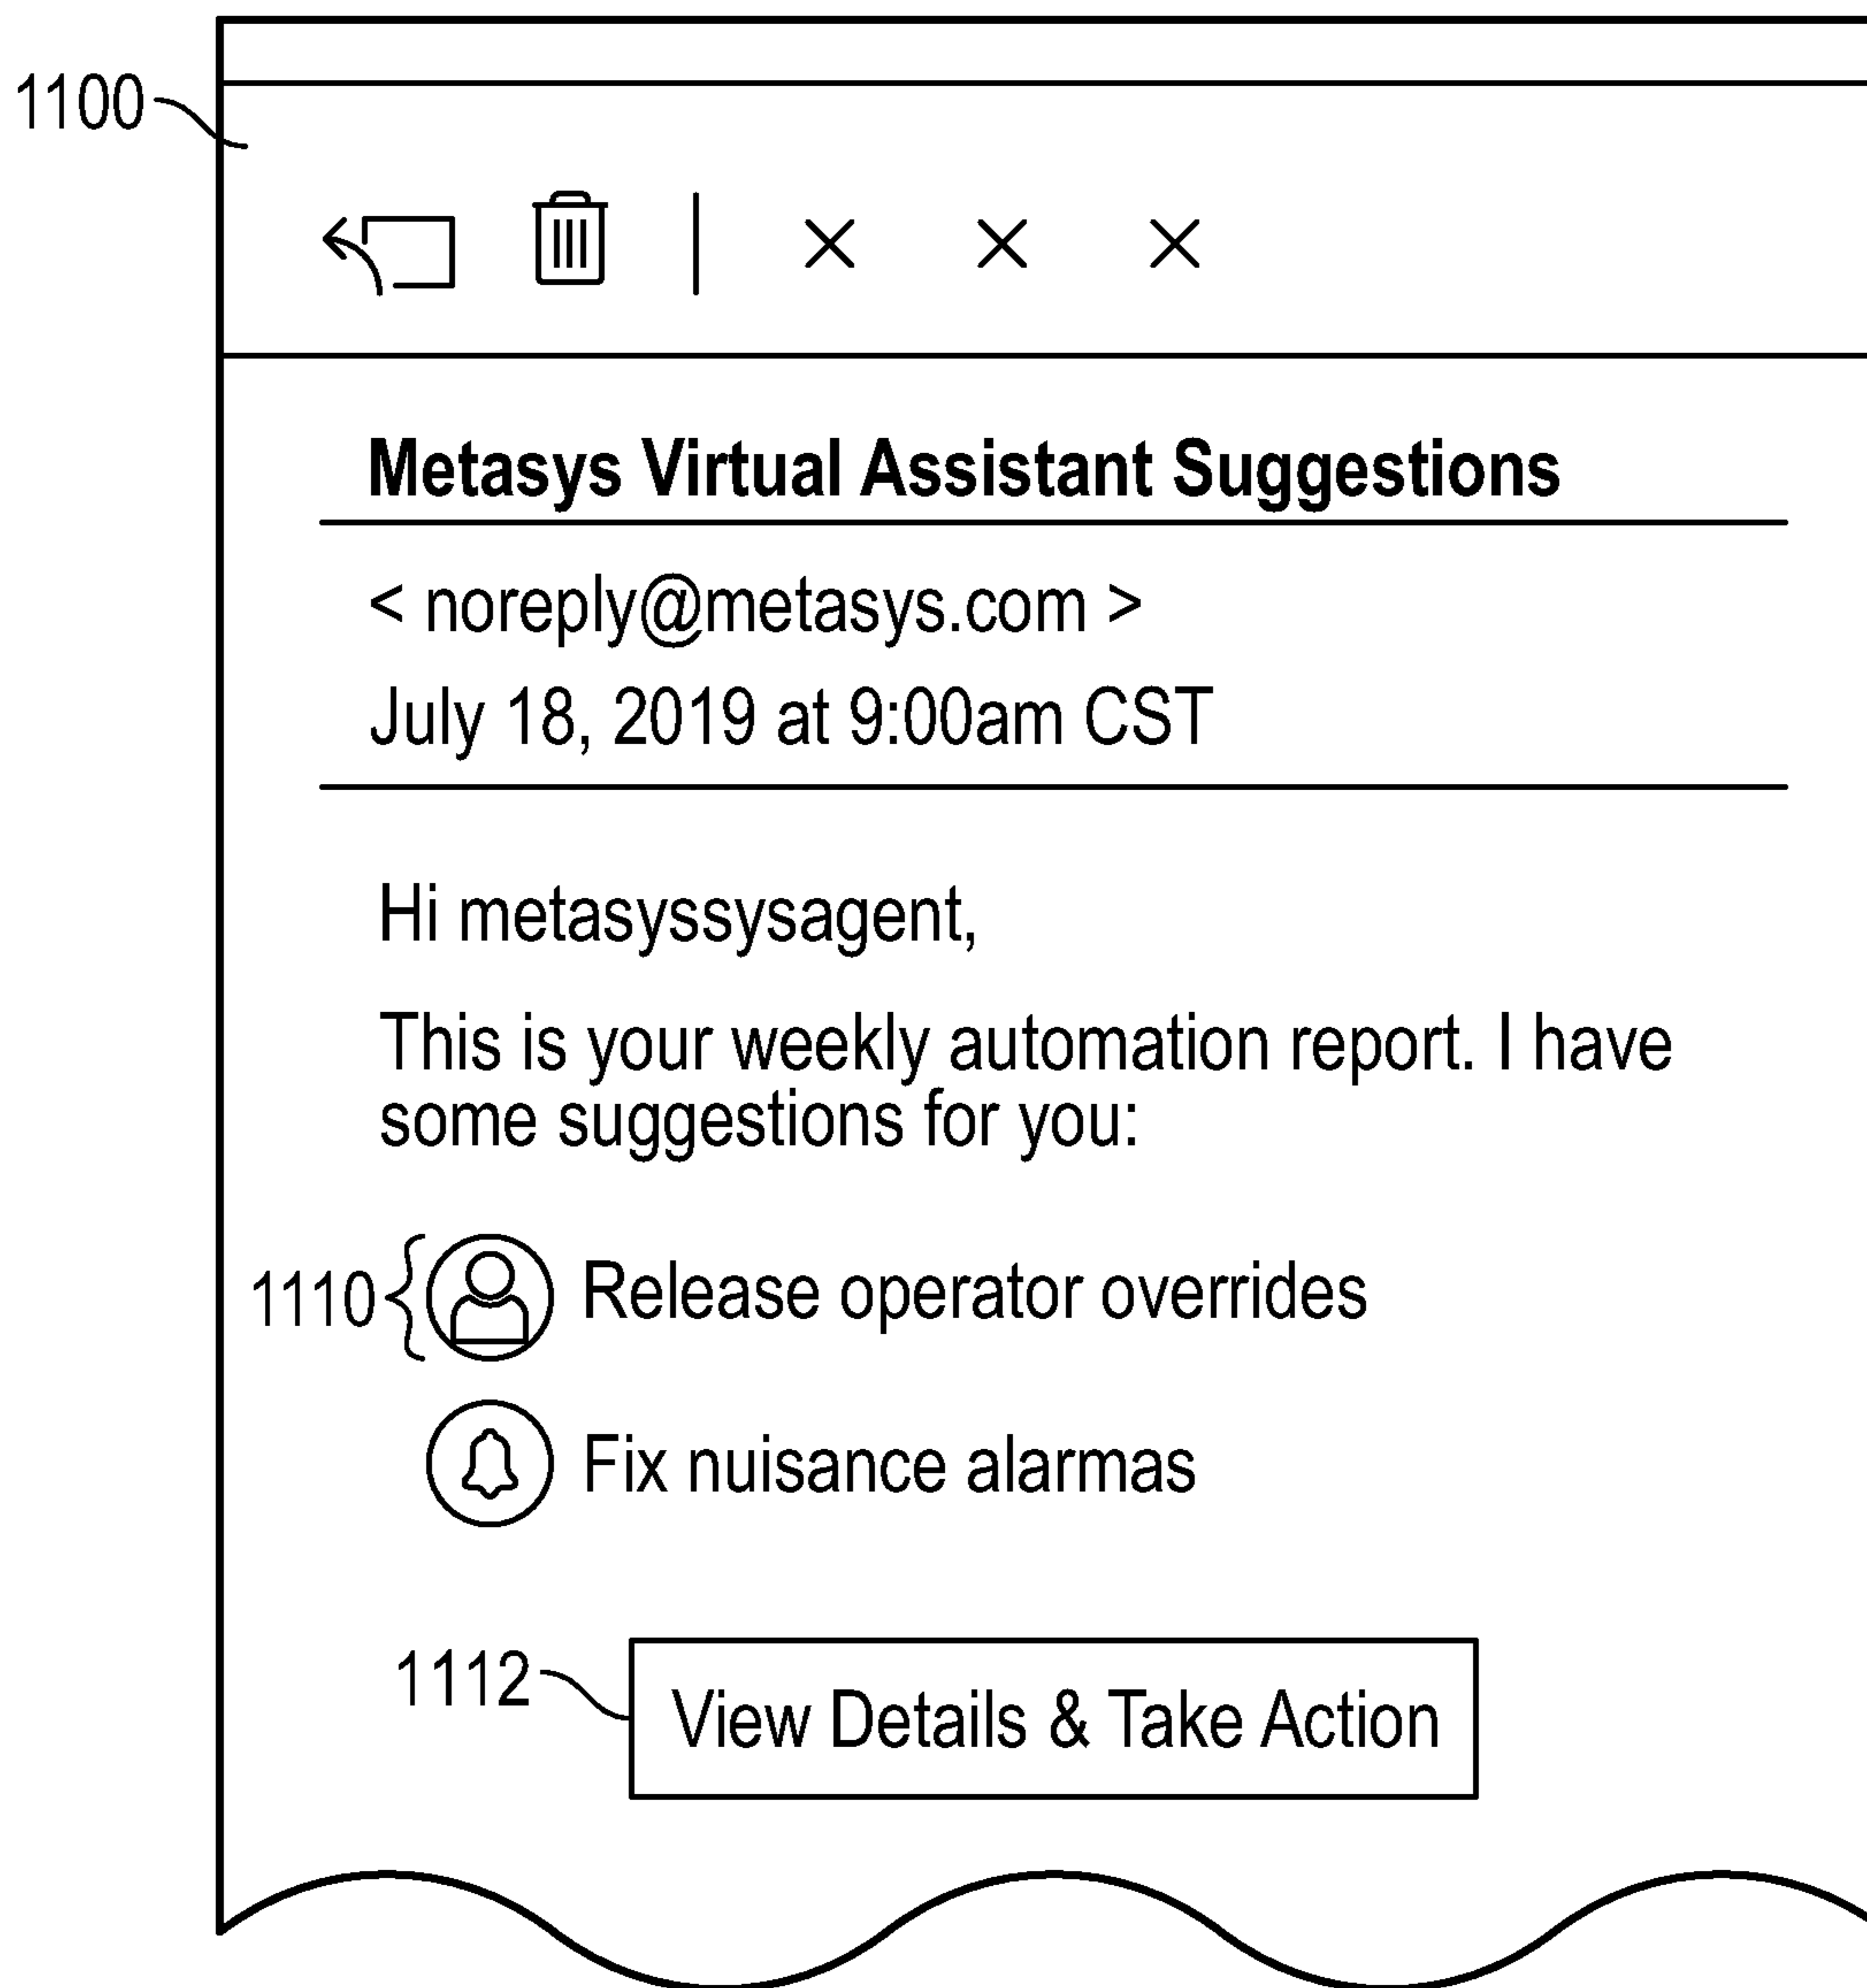 1100
Metasys Virtual Assistant Suggestions
< noreply@metasys.com >
July 18, 2019 at 9:00am CST
Hi metasyssysagent,
This is your weekly automation report. I have
some suggestions for you:
1110 Release operator overrides
Fix nuisance alarmas
1112 View Details & Take Action